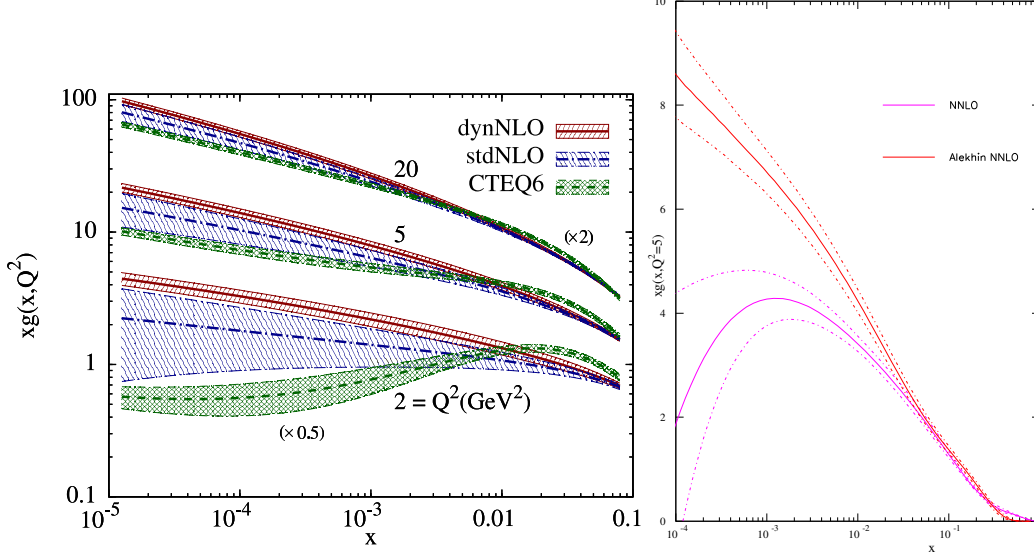 100
10
1
0.1
xg(x,Q²)
dynNLO
stdNLO
CTEQ6
20
(×2)
5
2 = Q²(GeV²)
(×0.5)
10⁻⁵
10⁻⁴
10⁻³
0.01
0.1
x
10
8
6
4
2
0
xg(x,Q²=5)
NNLO
Alekhin NNLO
10⁻⁴
10⁻³
10⁻²
10⁻¹
x